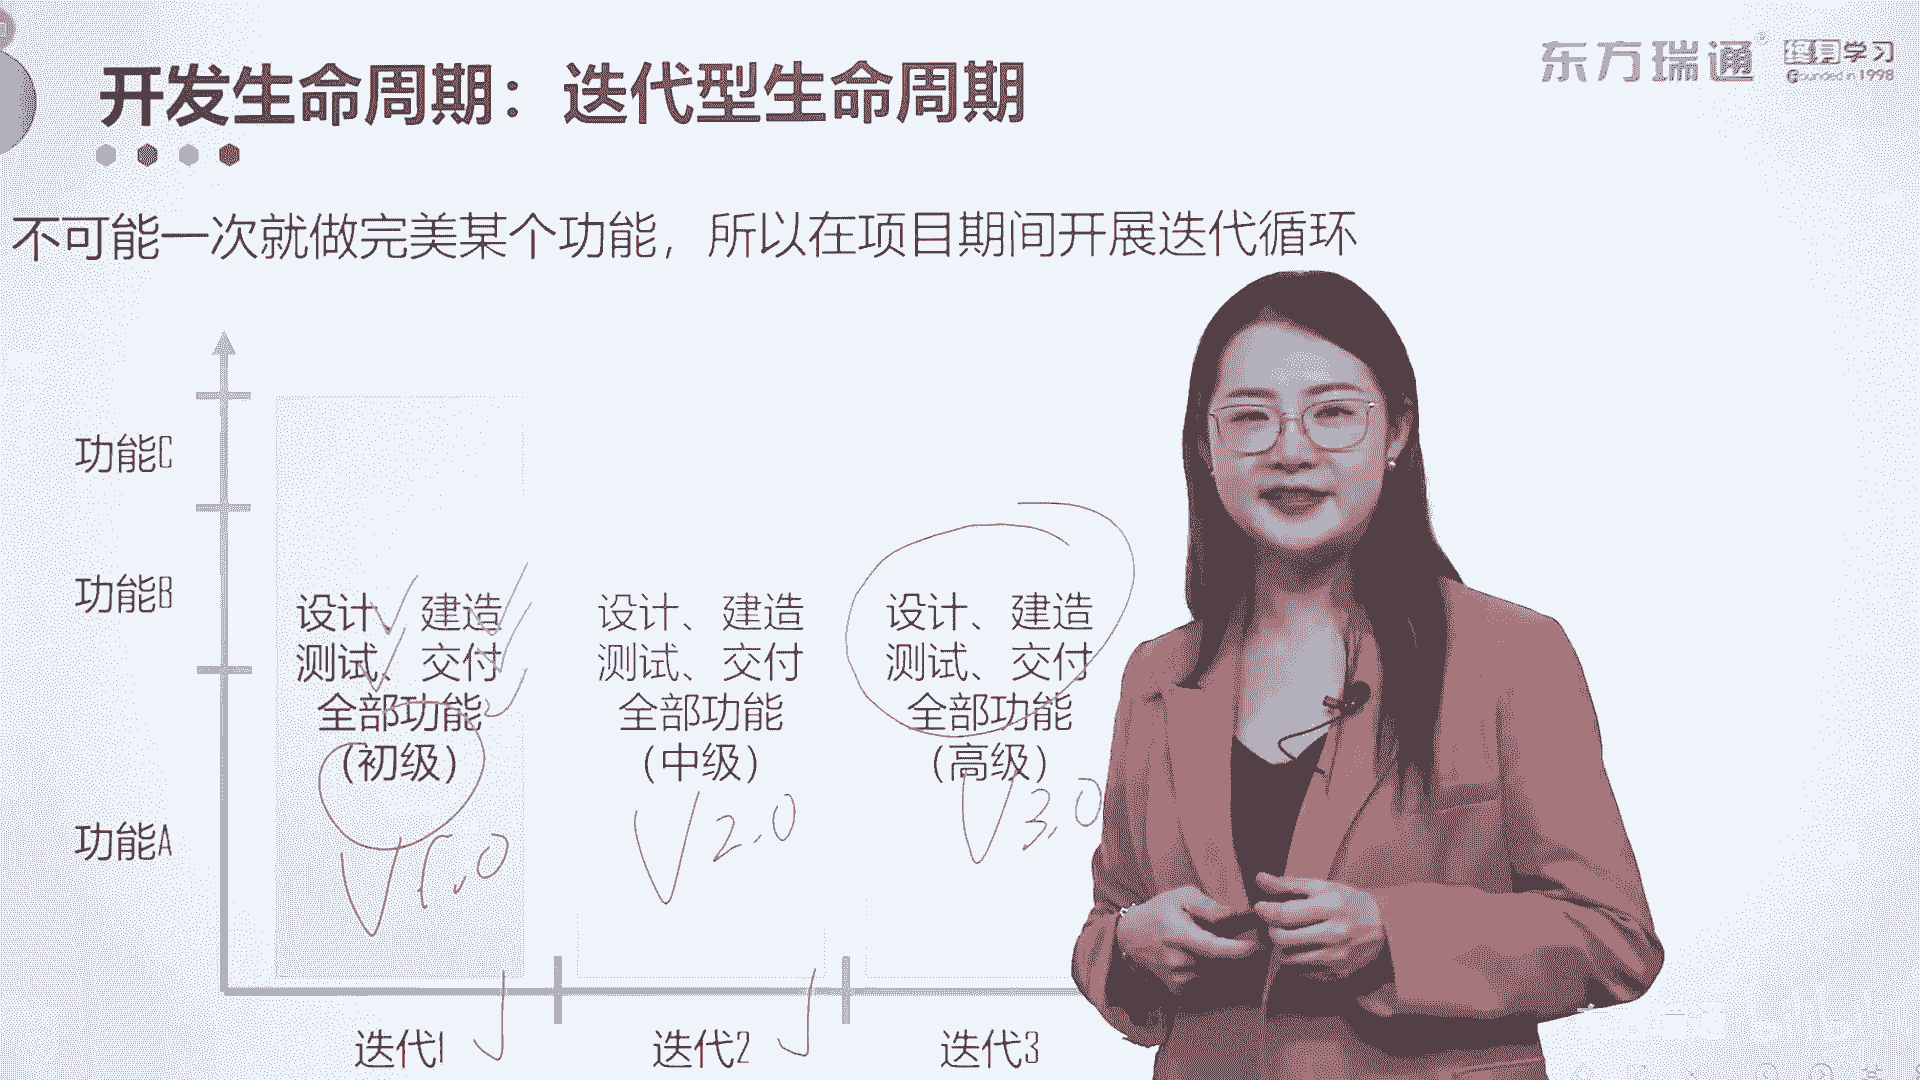 开发生命周期：迭代型生命周期
东方瑞通®
终身学习
Founded in 1998
不可能一次就做完美某个功能，所以在项目期间开展迭代循环
功能C
功能B
功能A
设计、建造
测试、交付
全部功能
（初级）
V1.0
设计、建造
测试、交付
全部功能
（中级）
V2.0
设计、建造
测试、交付
全部功能
（高级）
V3.0
迭代1
迭代2
迭代3